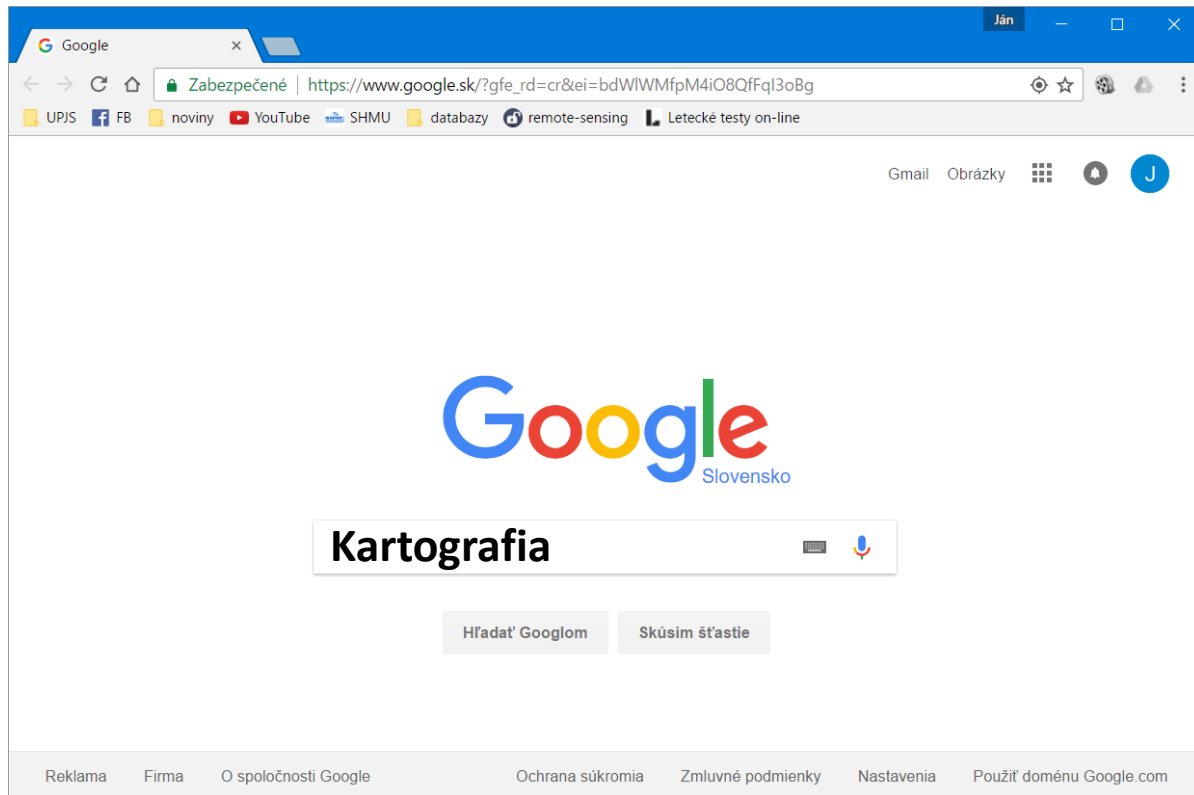 Ján
Google
Zabezpečené | https://www.google.sk/?gfe_rd=cr&ei=bdWlWMfpM4iO8QfFqI3oBg
UPJS FB noviny YouTube SHMU databazy remote-sensing Letecké testy on-line
Gmail Obrázky J
Google
Slovensko
Kartografia
Hľadať Googlom Skúsim šťastie
Reklama Firma O spoločnosti Google Ochrana súkromia Zmluvné podmienky Nastavenia Použiť doménu Google.com